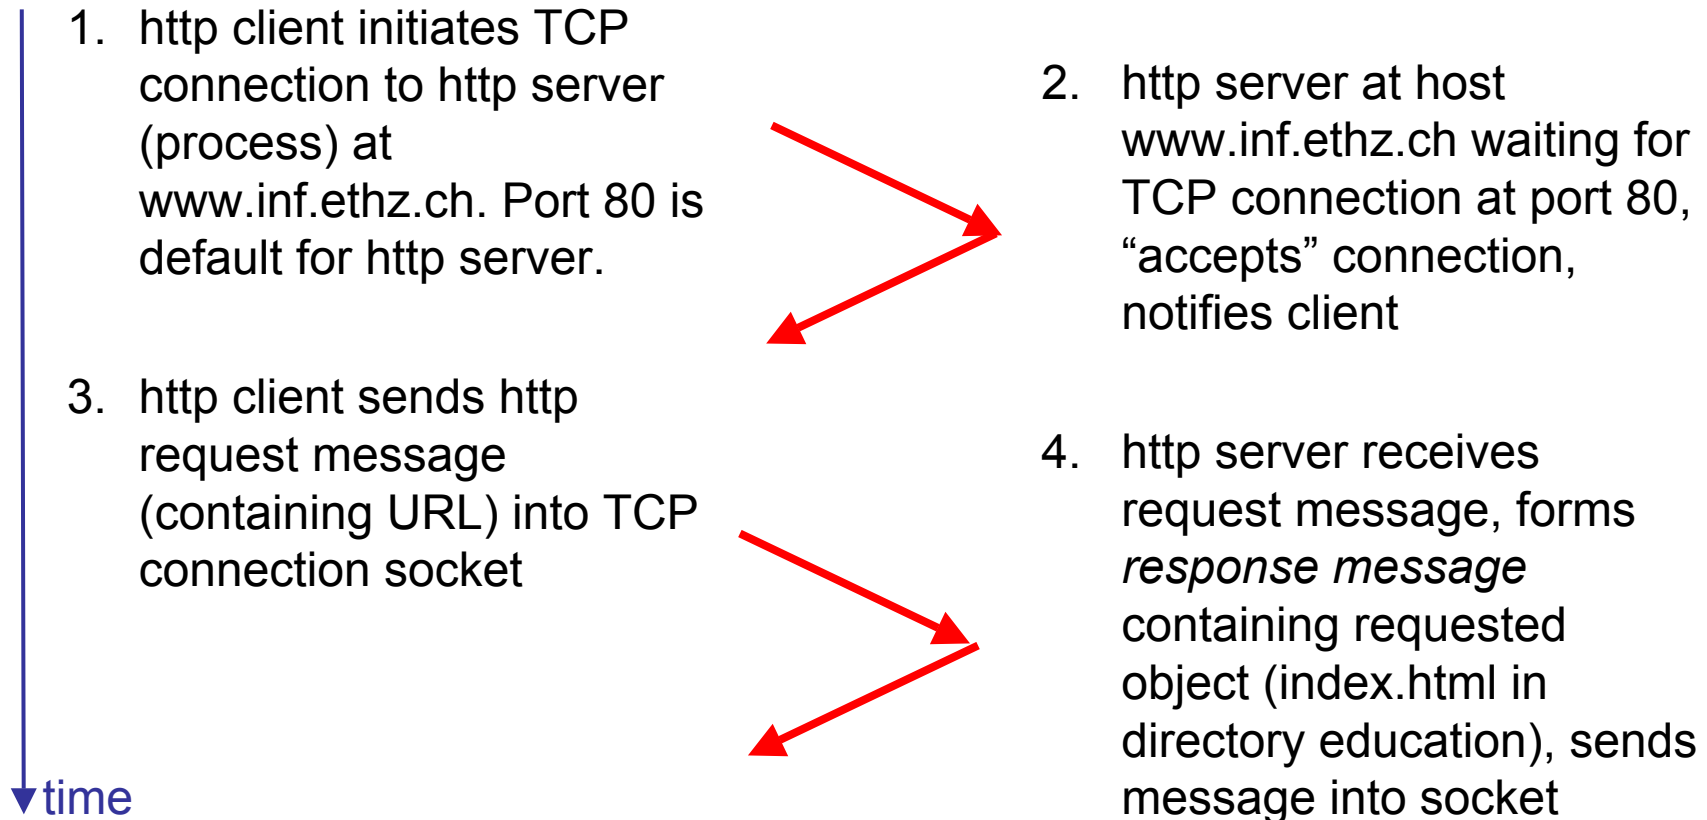 1. http client initiates TCP
connection to http server
(process) at
www.inf.ethz.ch. Port 80 is
default for http server.
2. http server at host
www.inf.ethz.ch waiting for
TCP connection at port 80,
“accepts” connection,
notifies client
3. http client sends http
request message
(containing URL) into TCP
connection socket
4. http server receives
request message, forms
response message
containing requested
object (index.html in
directory education), sends
message into socket
time